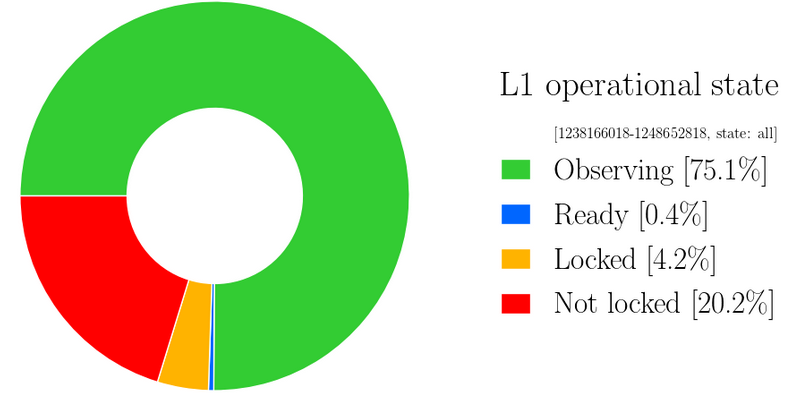 L1 operational state
[1238166018-1248652818, state: all]
Observing [75.1%]
Ready [0.4%]
Locked [4.2%]
Not locked [20.2%]